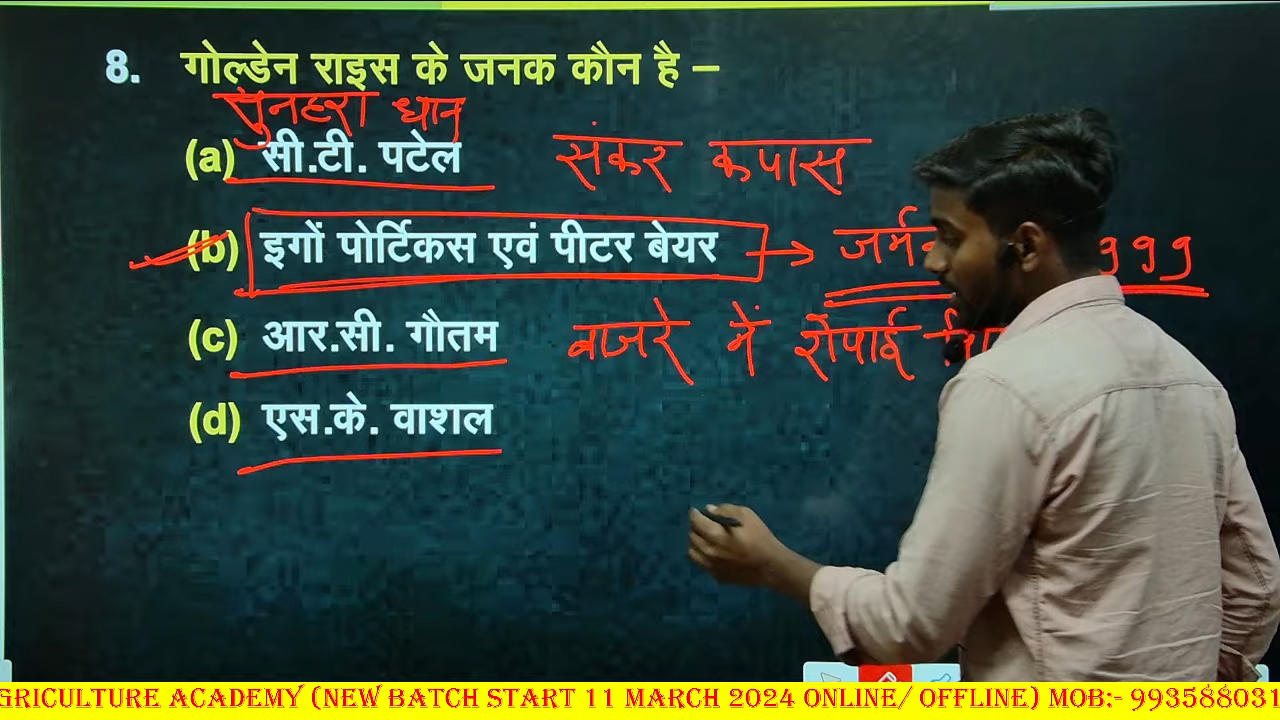 8. गोल्डेन राइस के जनक कौन है –
सुनहरा धान
(a) सी.टी. पटेल संकर कपास
(b) इगों पोर्टिकस एवं पीटर बेयर → 999
(c) आर.सी. गौतम बाजरे में रोपाई
(d) एस.के. वाशल
GRICULTURE ACADEMY (NEW BATCH START 11 MARCH 2024 ONLINE/ OFFLINE) MOB:- 993588031